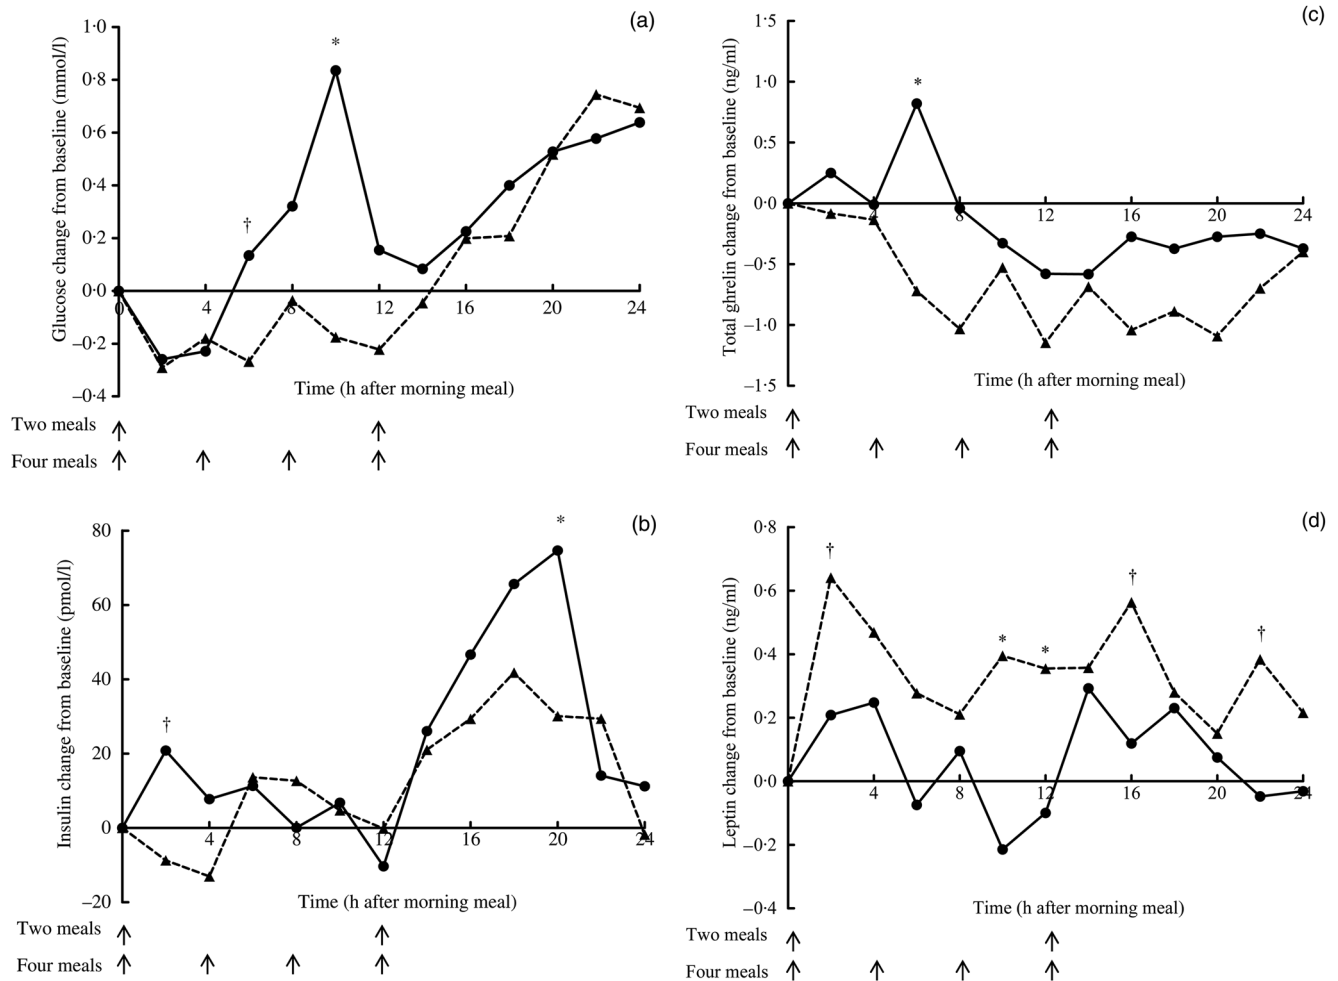 (a)
Glucose change from baseline (mmol/l)
1·0
0·8
0·6
0·4
0·2
0·0
–0·2
–0·4
†
*
0 4 8 12 16 20 24
Time (h after morning meal)
Two meals
Four meals
(b)
Insulin change from baseline (pmol/l)
80
60
40
20
0
–20
†
*
4 8 12 16 20 24
Time (h after morning meal)
Two meals
Four meals
(c)
Total ghrelin change from baseline (ng/ml)
1·5
1·0
0·5
0·0
–0·5
–1·0
–1·5
*
4 8 12 16 20 24
Time (h after morning meal)
Two meals
Four meals
(d)
Leptin change from baseline (ng/ml)
0·8
0·6
0·4
0·2
0·0
–0·2
–0·4
†
*
*
†
†
4 8 12 16 20 24
Time (h after morning meal)
Two meals
Four meals